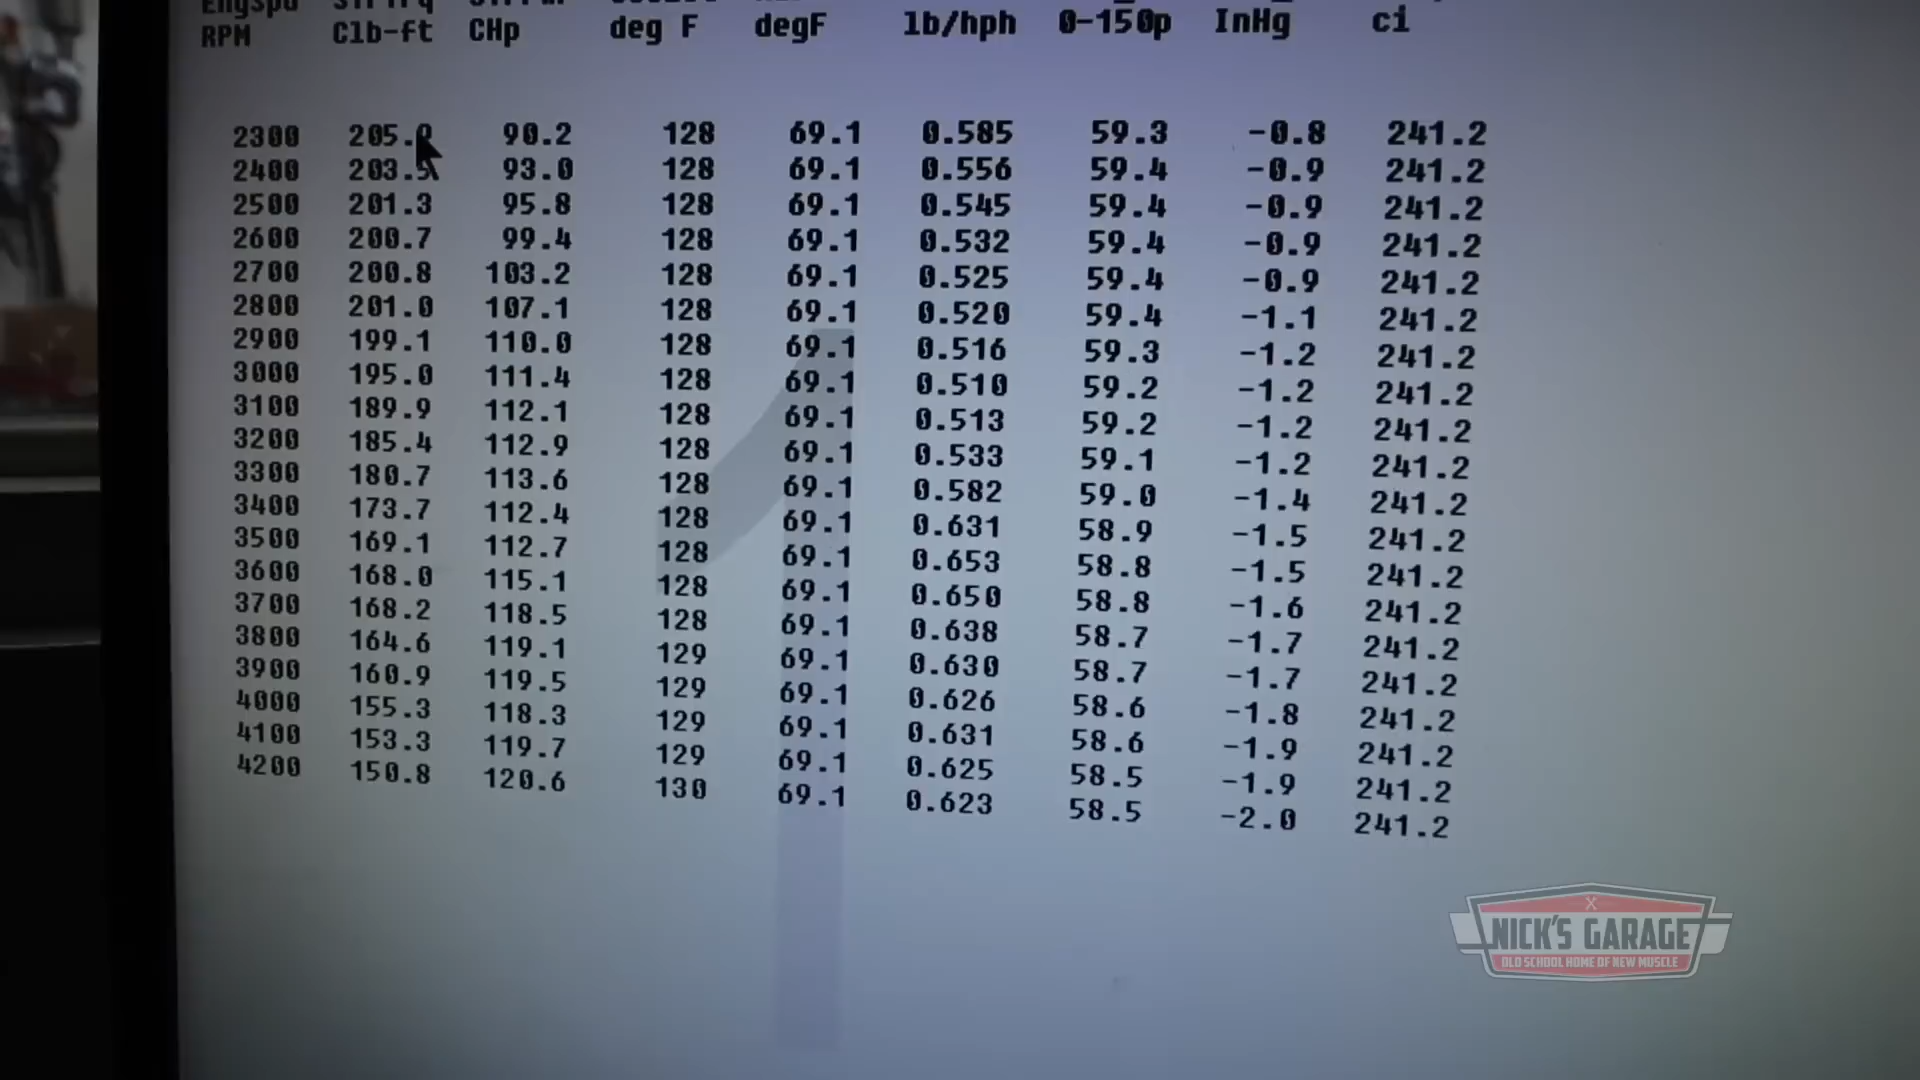 EngSpd
RPM Clb-ft CHp deg F degF lb/hph 0-150p InHg ci
2300 205. 90.2 128 69.1 0.585 59.3 -0.8 241.2
2400 203.5 93.0 128 69.1 0.556 59.4 -0.9 241.2
2500 201.3 95.8 128 69.1 0.545 59.4 -0.9 241.2
2600 200.7 99.4 128 69.1 0.532 59.4 -0.9 241.2
2700 200.8 103.2 128 69.1 0.525 59.4 -0.9 241.2
2800 201.0 107.1 128 69.1 0.520 59.4 -1.1 241.2
2900 199.1 110.0 128 69.1 0.516 59.3 -1.2 241.2
3000 195.0 111.4 128 69.1 0.510 59.2 -1.2 241.2
3100 189.9 112.1 128 69.1 0.513 59.2 -1.2 241.2
3200 185.4 112.9 128 69.1 0.533 59.1 -1.2 241.2
3300 180.7 113.6 128 69.1 0.582 59.0 -1.4 241.2
3400 173.7 112.4 128 69.1 0.631 58.9 -1.5 241.2
3500 169.1 112.7 128 69.1 0.653 58.8 -1.5 241.2
3600 168.0 115.1 128 69.1 0.650 58.8 -1.6 241.2
3700 168.2 118.5 128 69.1 0.638 58.7 -1.7 241.2
3800 164.6 119.1 129 69.1 0.630 58.7 -1.7 241.2
3900 160.9 119.5 129 69.1 0.626 58.6 -1.8 241.2
4000 155.3 118.3 129 69.1 0.631 58.6 -1.9 241.2
4100 153.3 119.7 129 69.1 0.625 58.5 -1.9 241.2
4200 150.8 120.6 130 69.1 0.623 58.5 -2.0 241.2
NICK'S GARAGE
OLD SCHOOL HOME OF NEW MUSCLE